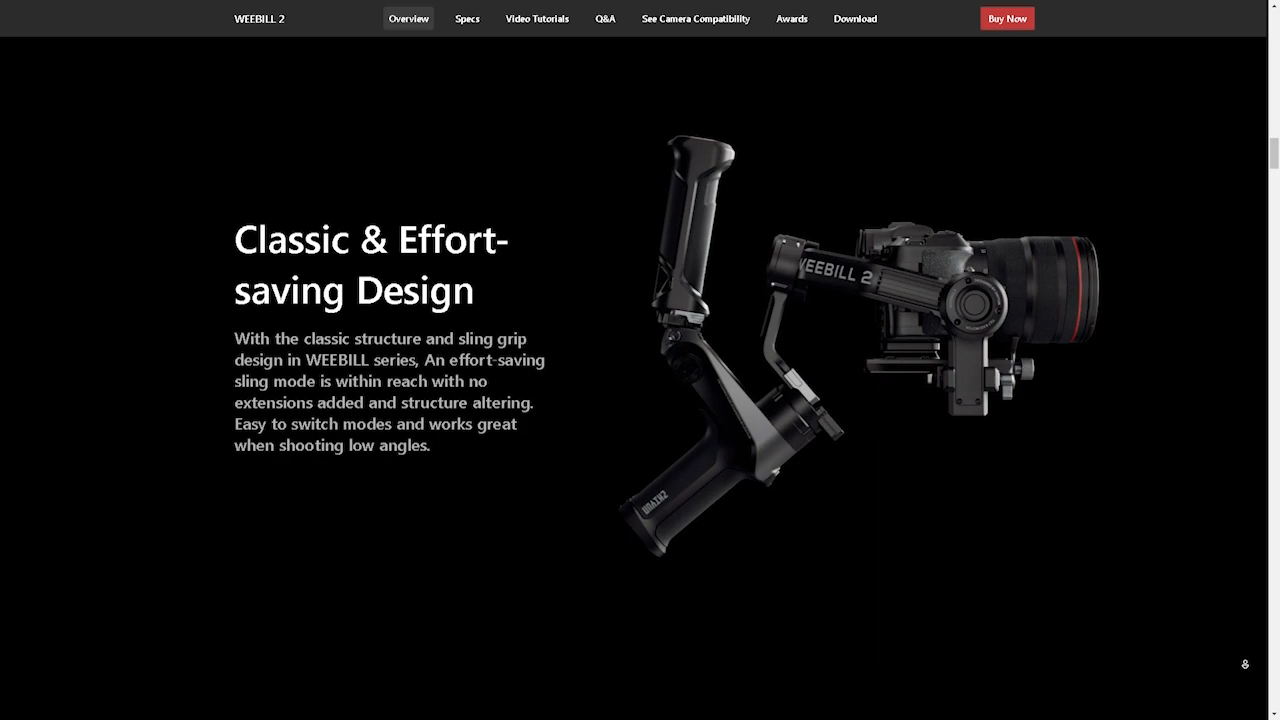 WEEBILL 2
Overview
Specs
Video Tutorials
Q&A
See Camera Compatibility
Awards
Download
Buy Now
Classic & Effort-
saving Design
With the classic structure and sling grip
design in WEEBILL series, An effort-saving
sling mode is within reach with no
extensions added and structure altering.
Easy to switch modes and works great
when shooting low angles.
WEEBILL 2
ZHIYUN